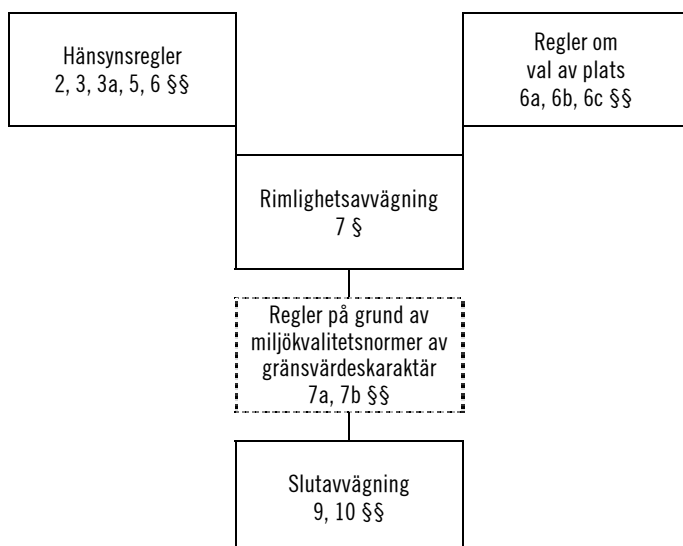 Hänsynsregler
2, 3, 3a, 5, 6 §§
Regler om
val av plats
6a, 6b, 6c §§
Rimlighetsavvägning
7 §
Regler på grund av
miljökvalitetsnormer av
gränsvärdeskaraktär
7a, 7b §§
Slutavvägning
9, 10 §§